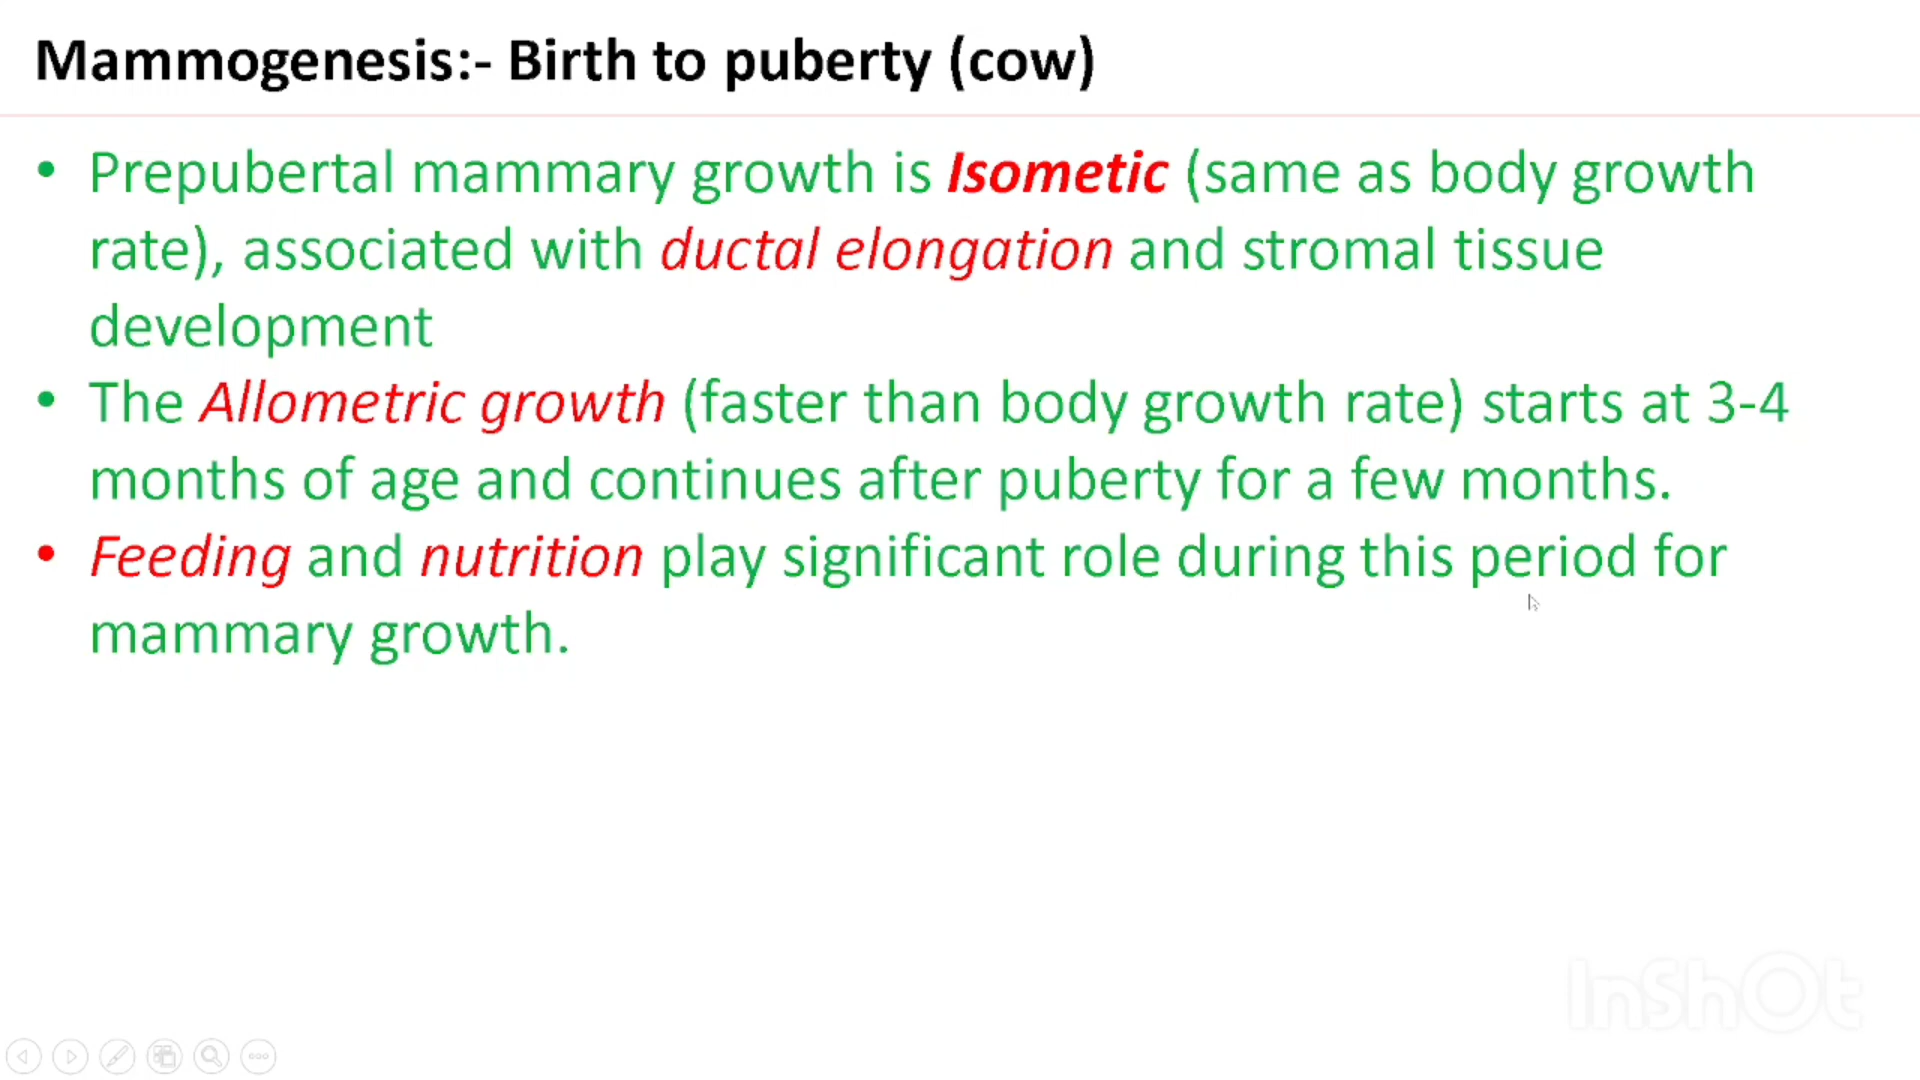 Mammogenesis:- Birth to puberty (cow)
• Prepubertal mammary growth is Isometic (same as body growth
rate), associated with ductal elongation and stromal tissue
development
• The Allometric growth (faster than body growth rate) starts at 3-4
months of age and continues after puberty for a few months.
• Feeding and nutrition play significant role during this period for
mammary growth.
InShOt